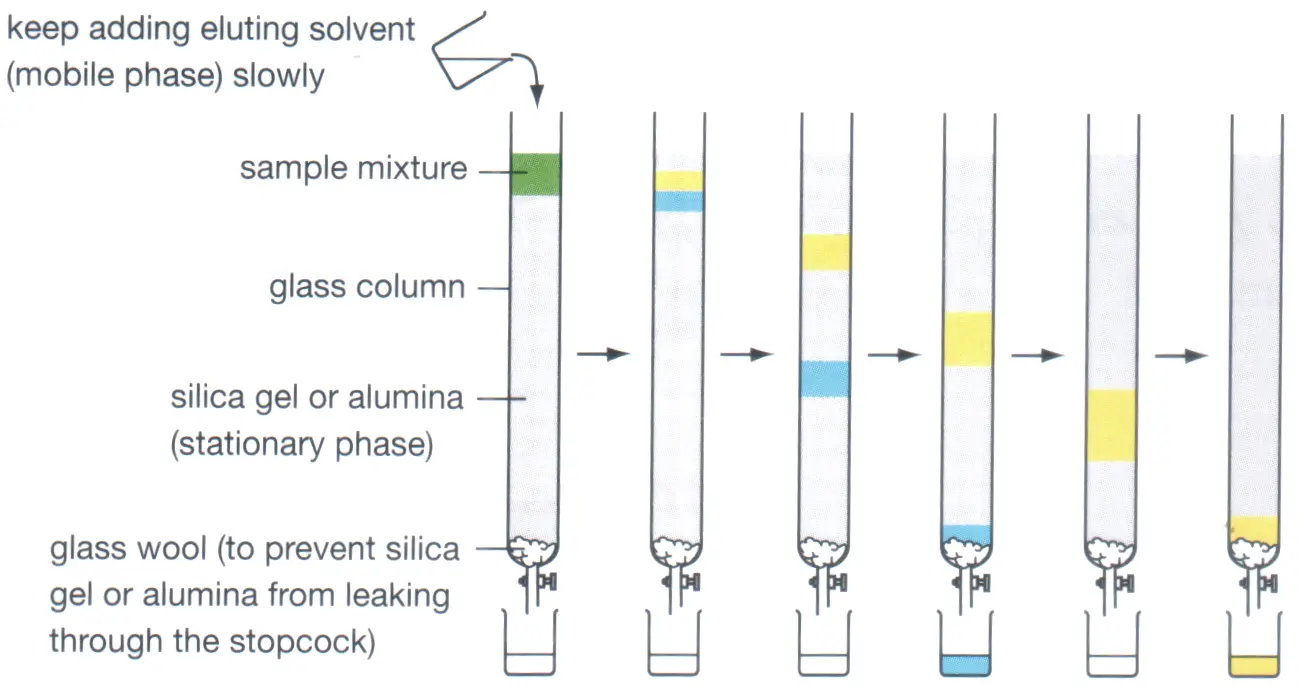 keep adding eluting solvent
(mobile phase) slowly
sample mixture
glass column
silica gel or alumina
(stationary phase)
glass wool (to prevent silica
gel or alumina from leaking
through the stopcock)